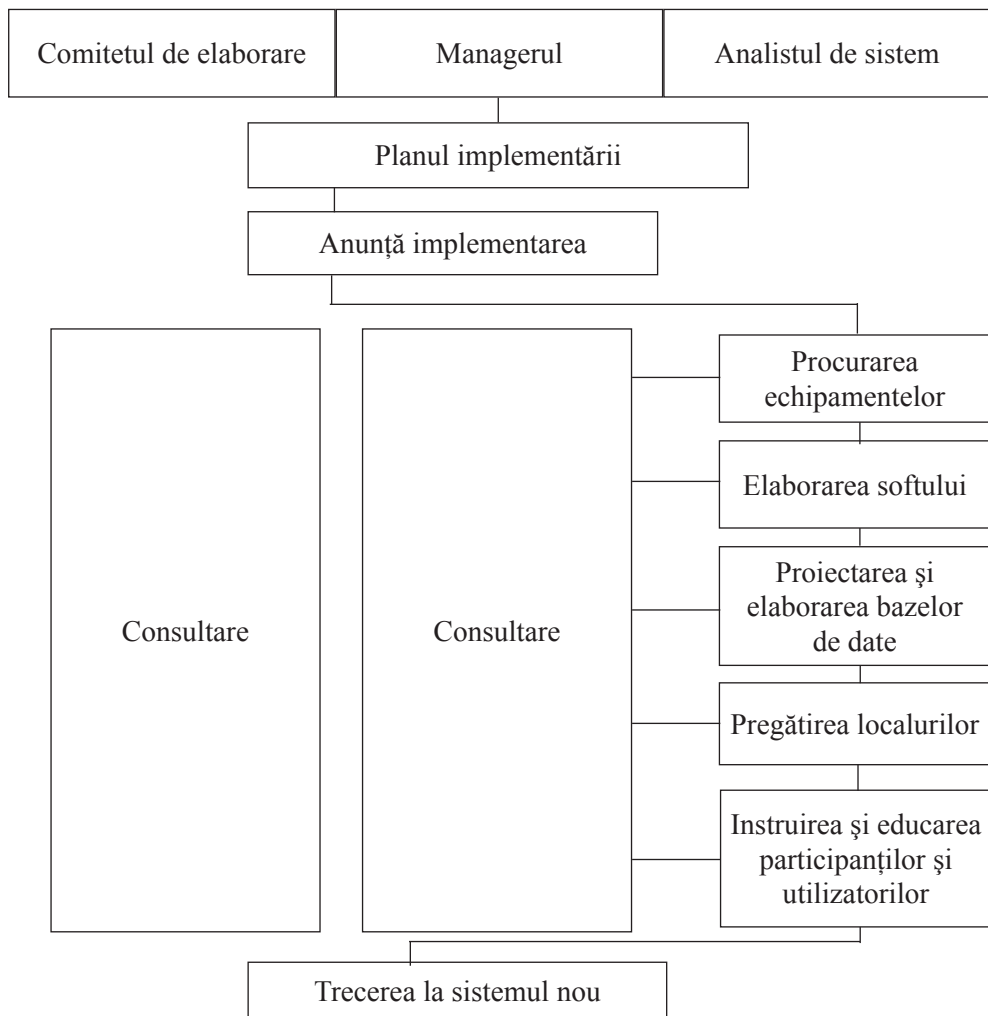 Comitetul de elaborare
Managerul
Analistul de sistem
Planul implementării
Anunță implementarea
Procurarea
echipamentelor
Elaborarea softului
Proiectarea şi
elaborarea bazelor
de date
Consultare
Consultare
Pregătirea localurilor
Instruirea şi educarea
participanților şi
utilizatorilor
Trecerea la sistemul nou